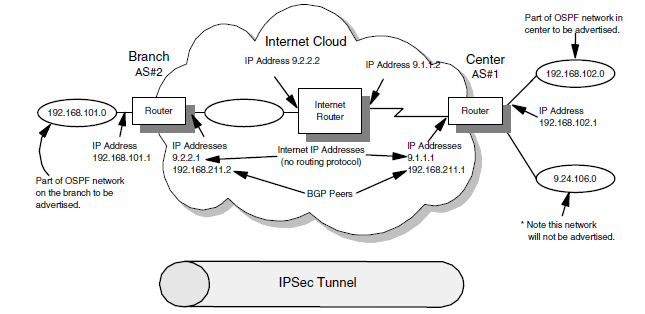 Part of OSPF network in
center to be advertised.
Internet Cloud
Branch
AS#2
IP Address 9.2.2.2
IP Address 9.1.1.2
Center
AS#1
192.168.102.0
192.168.101.0
Router
Internet
Router
Router
IP Address
192.168.102.1
IP Address
192.168.101.1
IP Addresses
9.2.2.1
192.168.211.2
Internet IP Addresses
(no routing protocol)
IP Addresses
9.1.1.1
192.168.211.1
Part of OSPF network
on the branch to be
advertised.
BGP Peers
9.24.106.0
* Note this network
will not be advertised.
IPSec Tunnel